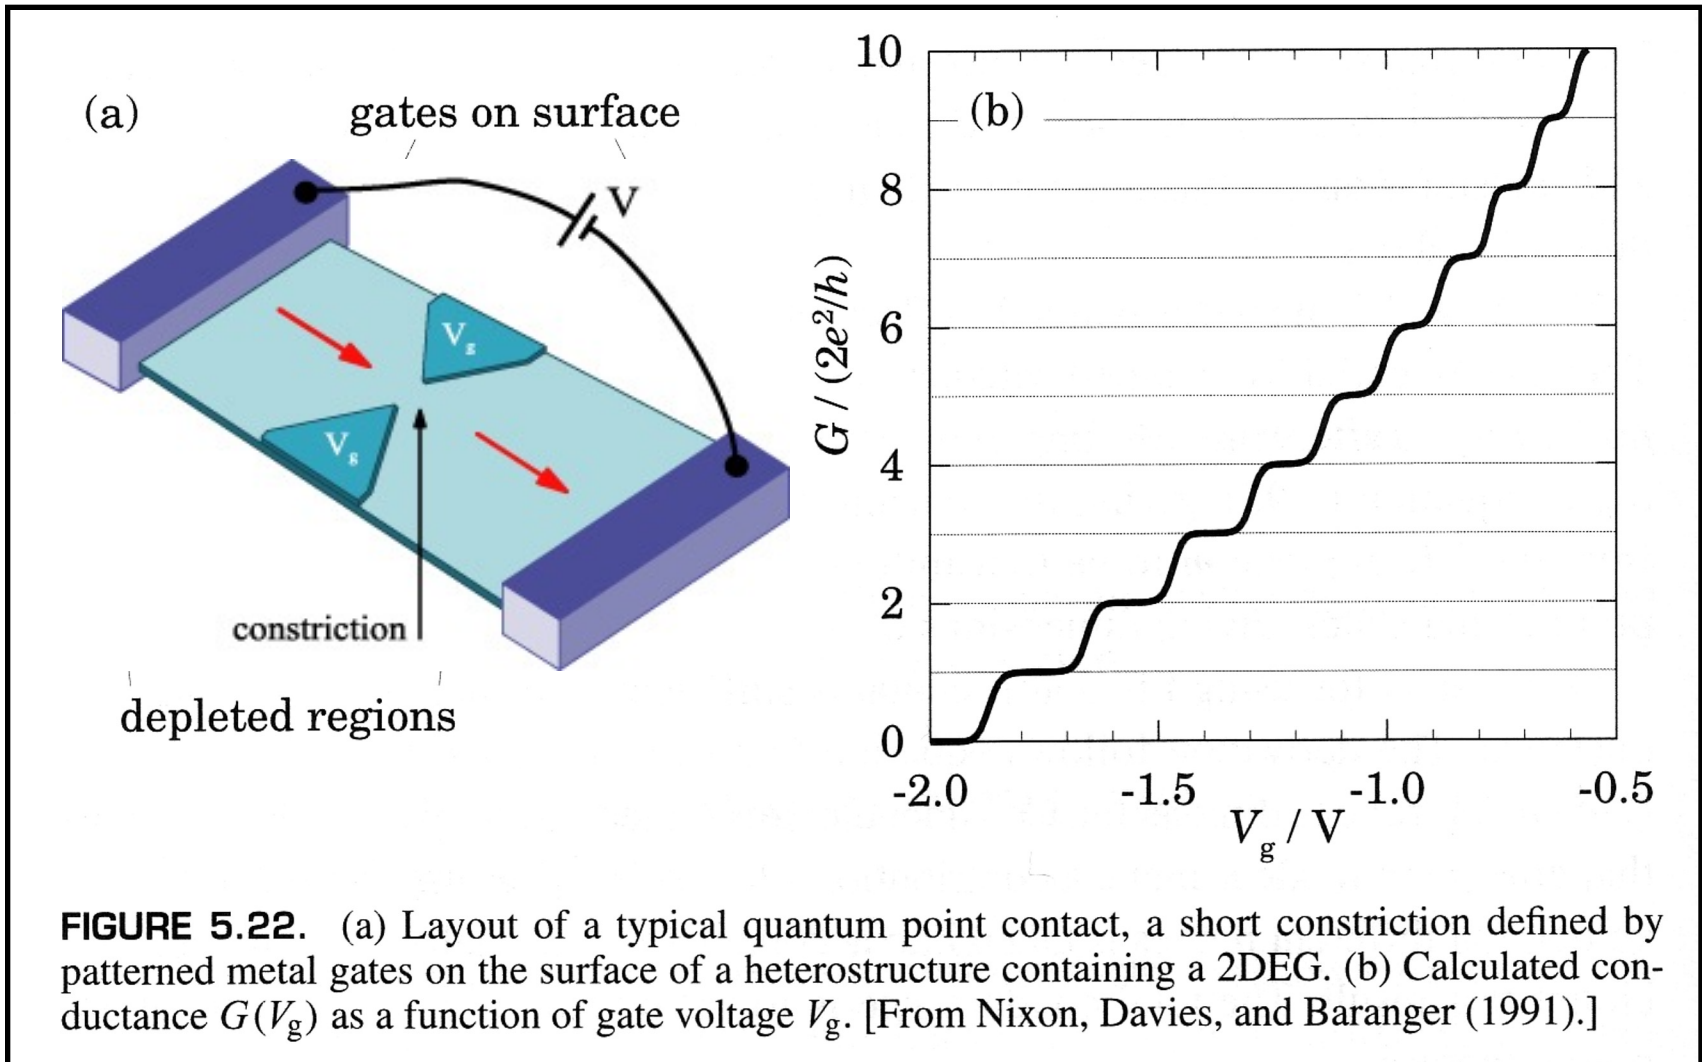 (a)
gates on surface
V
V_g
V_g
constriction
depleted regions
(b)
G / (2e²/h)
10
8
6
4
2
0
-2.0 -1.5 -1.0 -0.5
V_g / V
FIGURE 5.22. (a) Layout of a typical quantum point contact, a short constriction defined by
patterned metal gates on the surface of a heterostructure containing a 2DEG. (b) Calculated con-
ductance G(V_g) as a function of gate voltage V_g. [From Nixon, Davies, and Baranger (1991).]